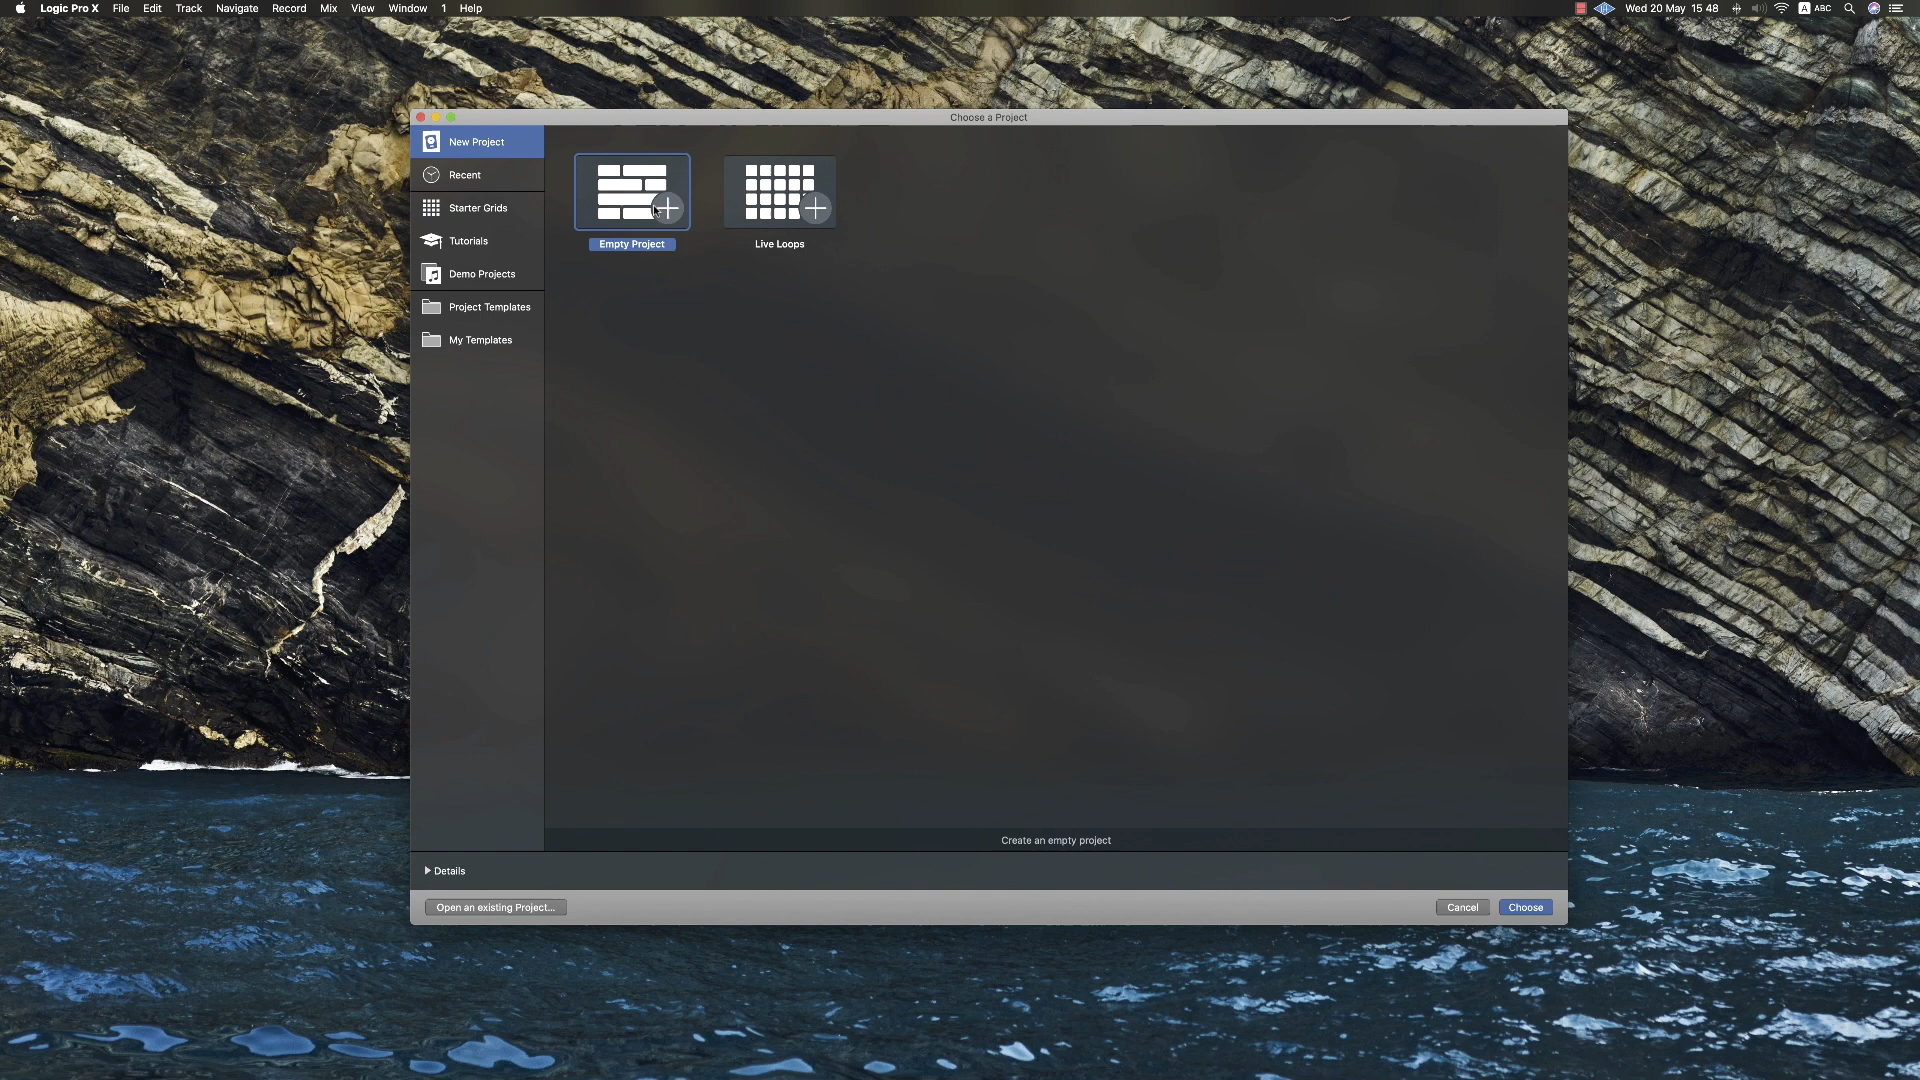 Logic Pro X File Edit Track Navigate Record Mix View Window 1 Help
Wed 20 May 15 48 A ABC
Choose a Project
New Project
Recent
Starter Grids
Tutorials
Demo Projects
Project Templates
My Templates
Empty Project
Live Loops
Create an empty project
Details
Open an existing Project...
Cancel
Choose